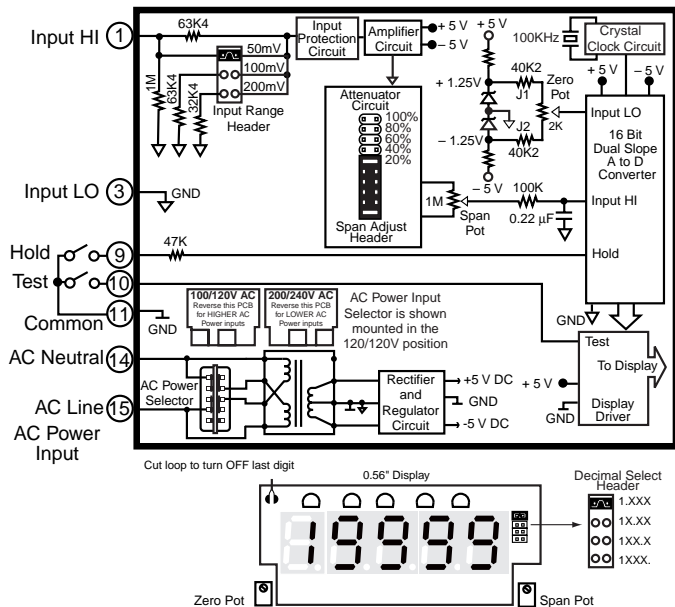 Input HI 1
63K4
1M
63K4
32K4
50mV
100mV
200mV
Input Range
Header
Input
Protection
Circuit
Amplifier
Circuit
+ 5 V
– 5 V
Attenuator
Circuit
100%
80%
60%
40%
20%
Span Adjust
Header
+ 5 V
+ 1.25V
– 1.25V
– 5 V
40K2
J1
J2
40K2
Zero
Pot
2K
100KHz
Crystal
Clock Circuit
+ 5 V
– 5 V
Input LO
16 Bit
Dual Slope
A to D
Converter
Input HI
Hold
1M
Span
Pot
100K
0.22 µF
Input LO 3
GND
Hold 9
47K
Test 10
Common 11
GND
100/120V AC
Reverse this PCB
for HIGHER AC
Power inputs
200/240V AC
Reverse this PCB
for LOWER AC
Power inputs
AC Power Input
Selector is shown
mounted in the
120/120V position
GND
AC Neutral 14
AC Line 15
AC Power
Input
AC Power
Selector
Rectifier
and
Regulator
Circuit
+5 V DC
GND
-5 V DC
Test
To Display
+ 5 V
GND
Display
Driver
Cut loop to turn OFF last digit
0.56" Display
19999
Decimal Select
Header
1.XXX
1X.XX
1XX.X
1XXX.
Zero Pot
Span Pot